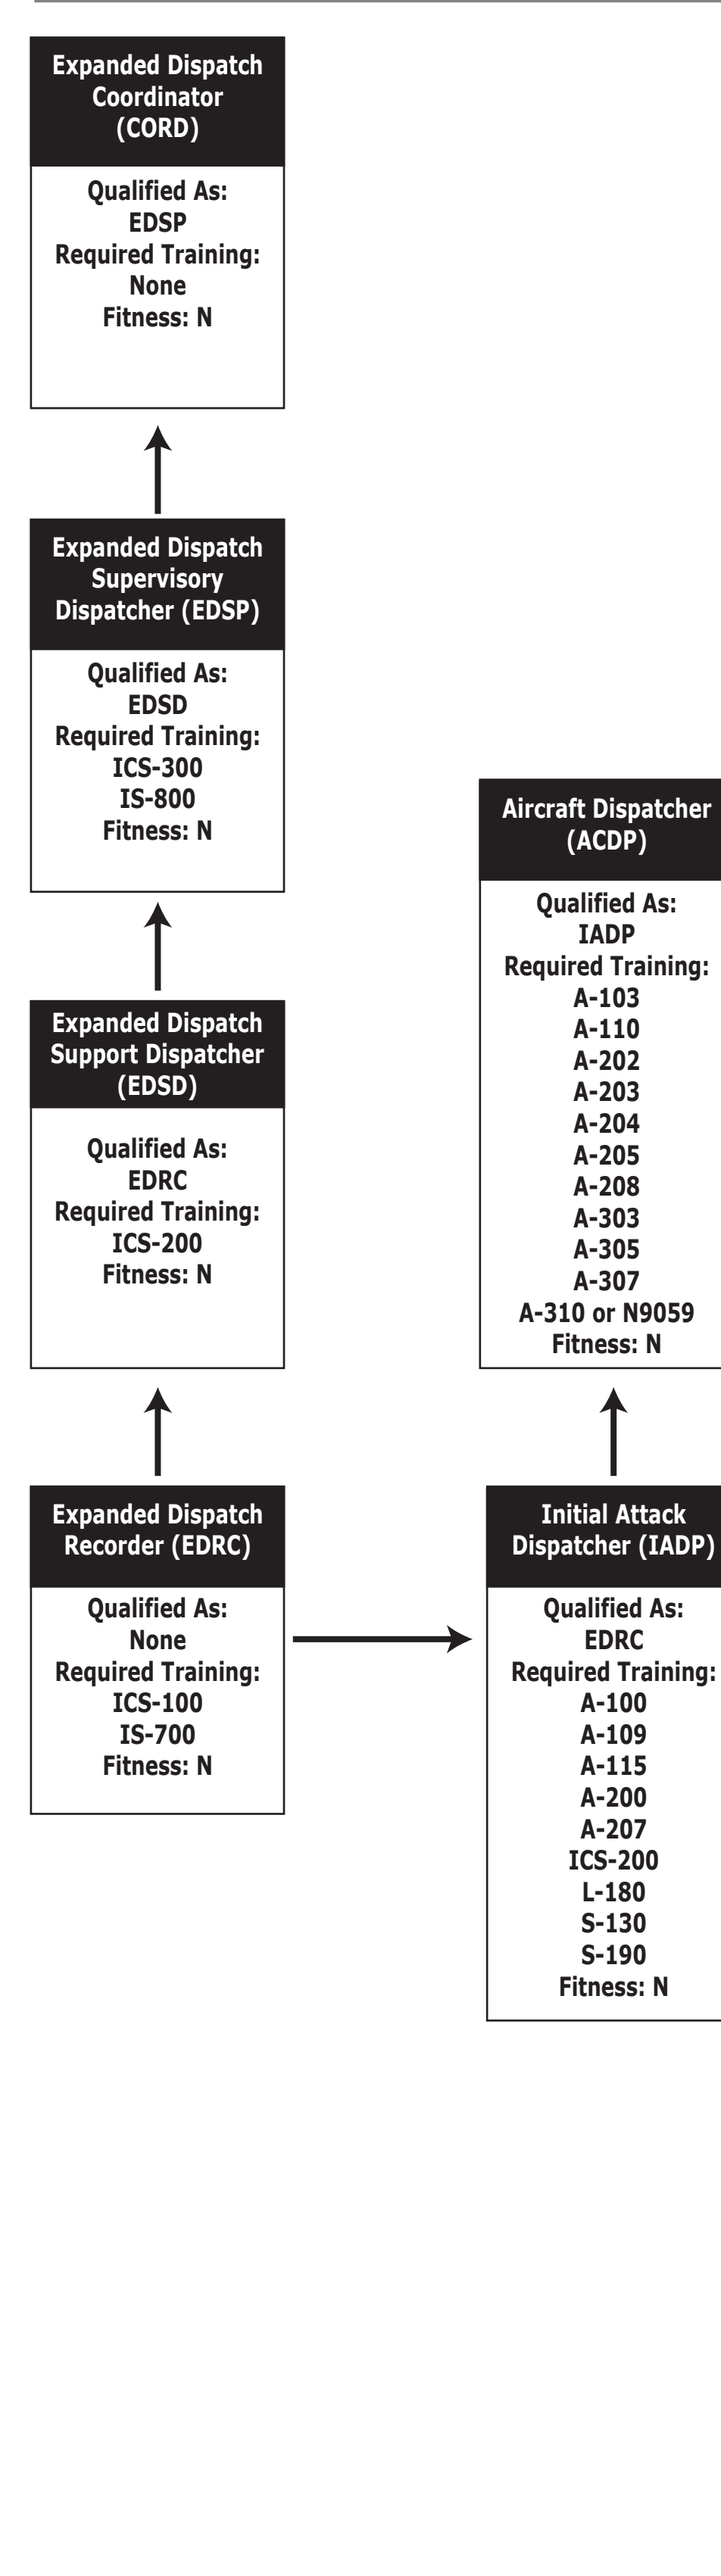 Expanded Dispatch
Coordinator
(CORD)
Qualified As:
EDSP
Required Training:
None
Fitness: N
Expanded Dispatch
Supervisory
Dispatcher (EDSP)
Qualified As:
EDSD
Required Training:
ICS-300
IS-800
Fitness: N
Expanded Dispatch
Support Dispatcher
(EDSD)
Qualified As:
EDRC
Required Training:
ICS-200
Fitness: N
Expanded Dispatch
Recorder (EDRC)
Qualified As:
None
Required Training:
ICS-100
IS-700
Fitness: N
Aircraft Dispatcher
(ACDP)
Qualified As:
IADP
Required Training:
A-103
A-110
A-202
A-203
A-204
A-205
A-208
A-303
A-305
A-307
A-310 or N9059
Fitness: N
Initial Attack
Dispatcher (IADP)
Qualified As:
EDRC
Required Training:
A-100
A-109
A-115
A-200
A-207
ICS-200
L-180
S-130
S-190
Fitness: N